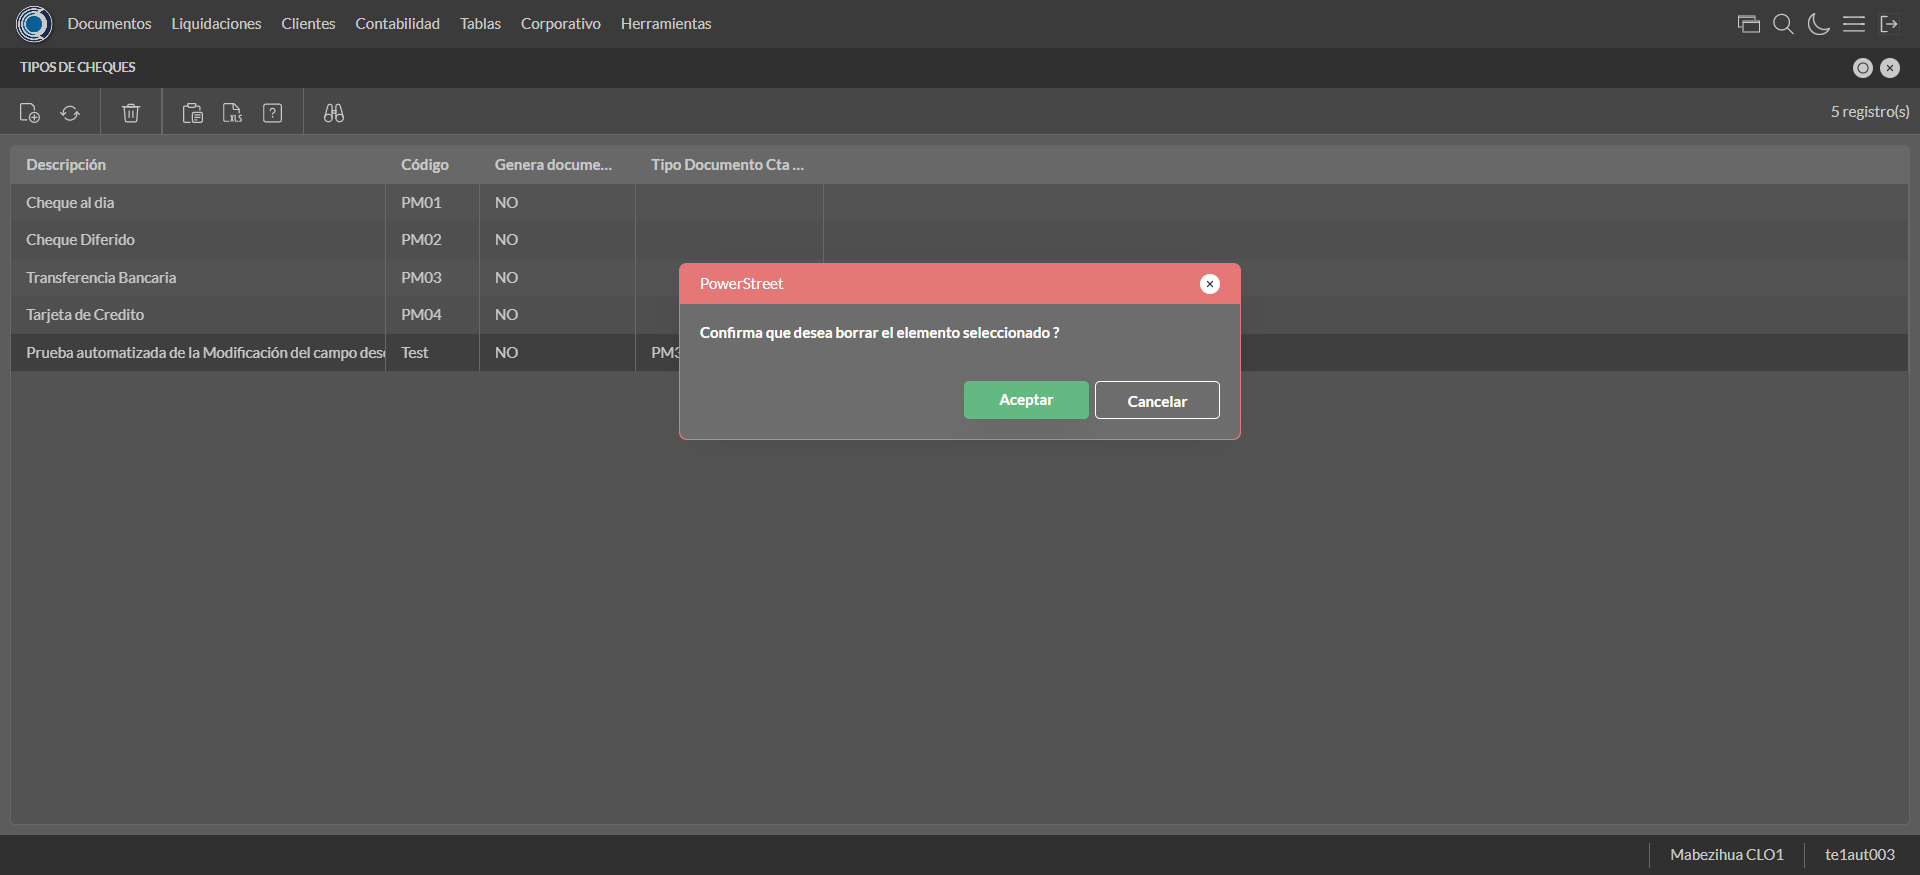 Documentos Liquidaciones Clientes Contabilidad Tablas Corporativo Herramientas
TIPOS DE CHEQUES
XLS ? 5 registro(s)
Descripción Código Genera docume... Tipo Documento Cta ...
Cheque al dia PM01 NO
Cheque Diferido PM02 NO
Transferencia Bancaria PM03 NO
Tarjeta de Credito PM04 NO
Prueba automatizada de la Modificación del campo des Test NO PM3
PowerStreet
Confirma que desea borrar el elemento seleccionado ?
Aceptar Cancelar
Mabezihua CLO1 te1aut003